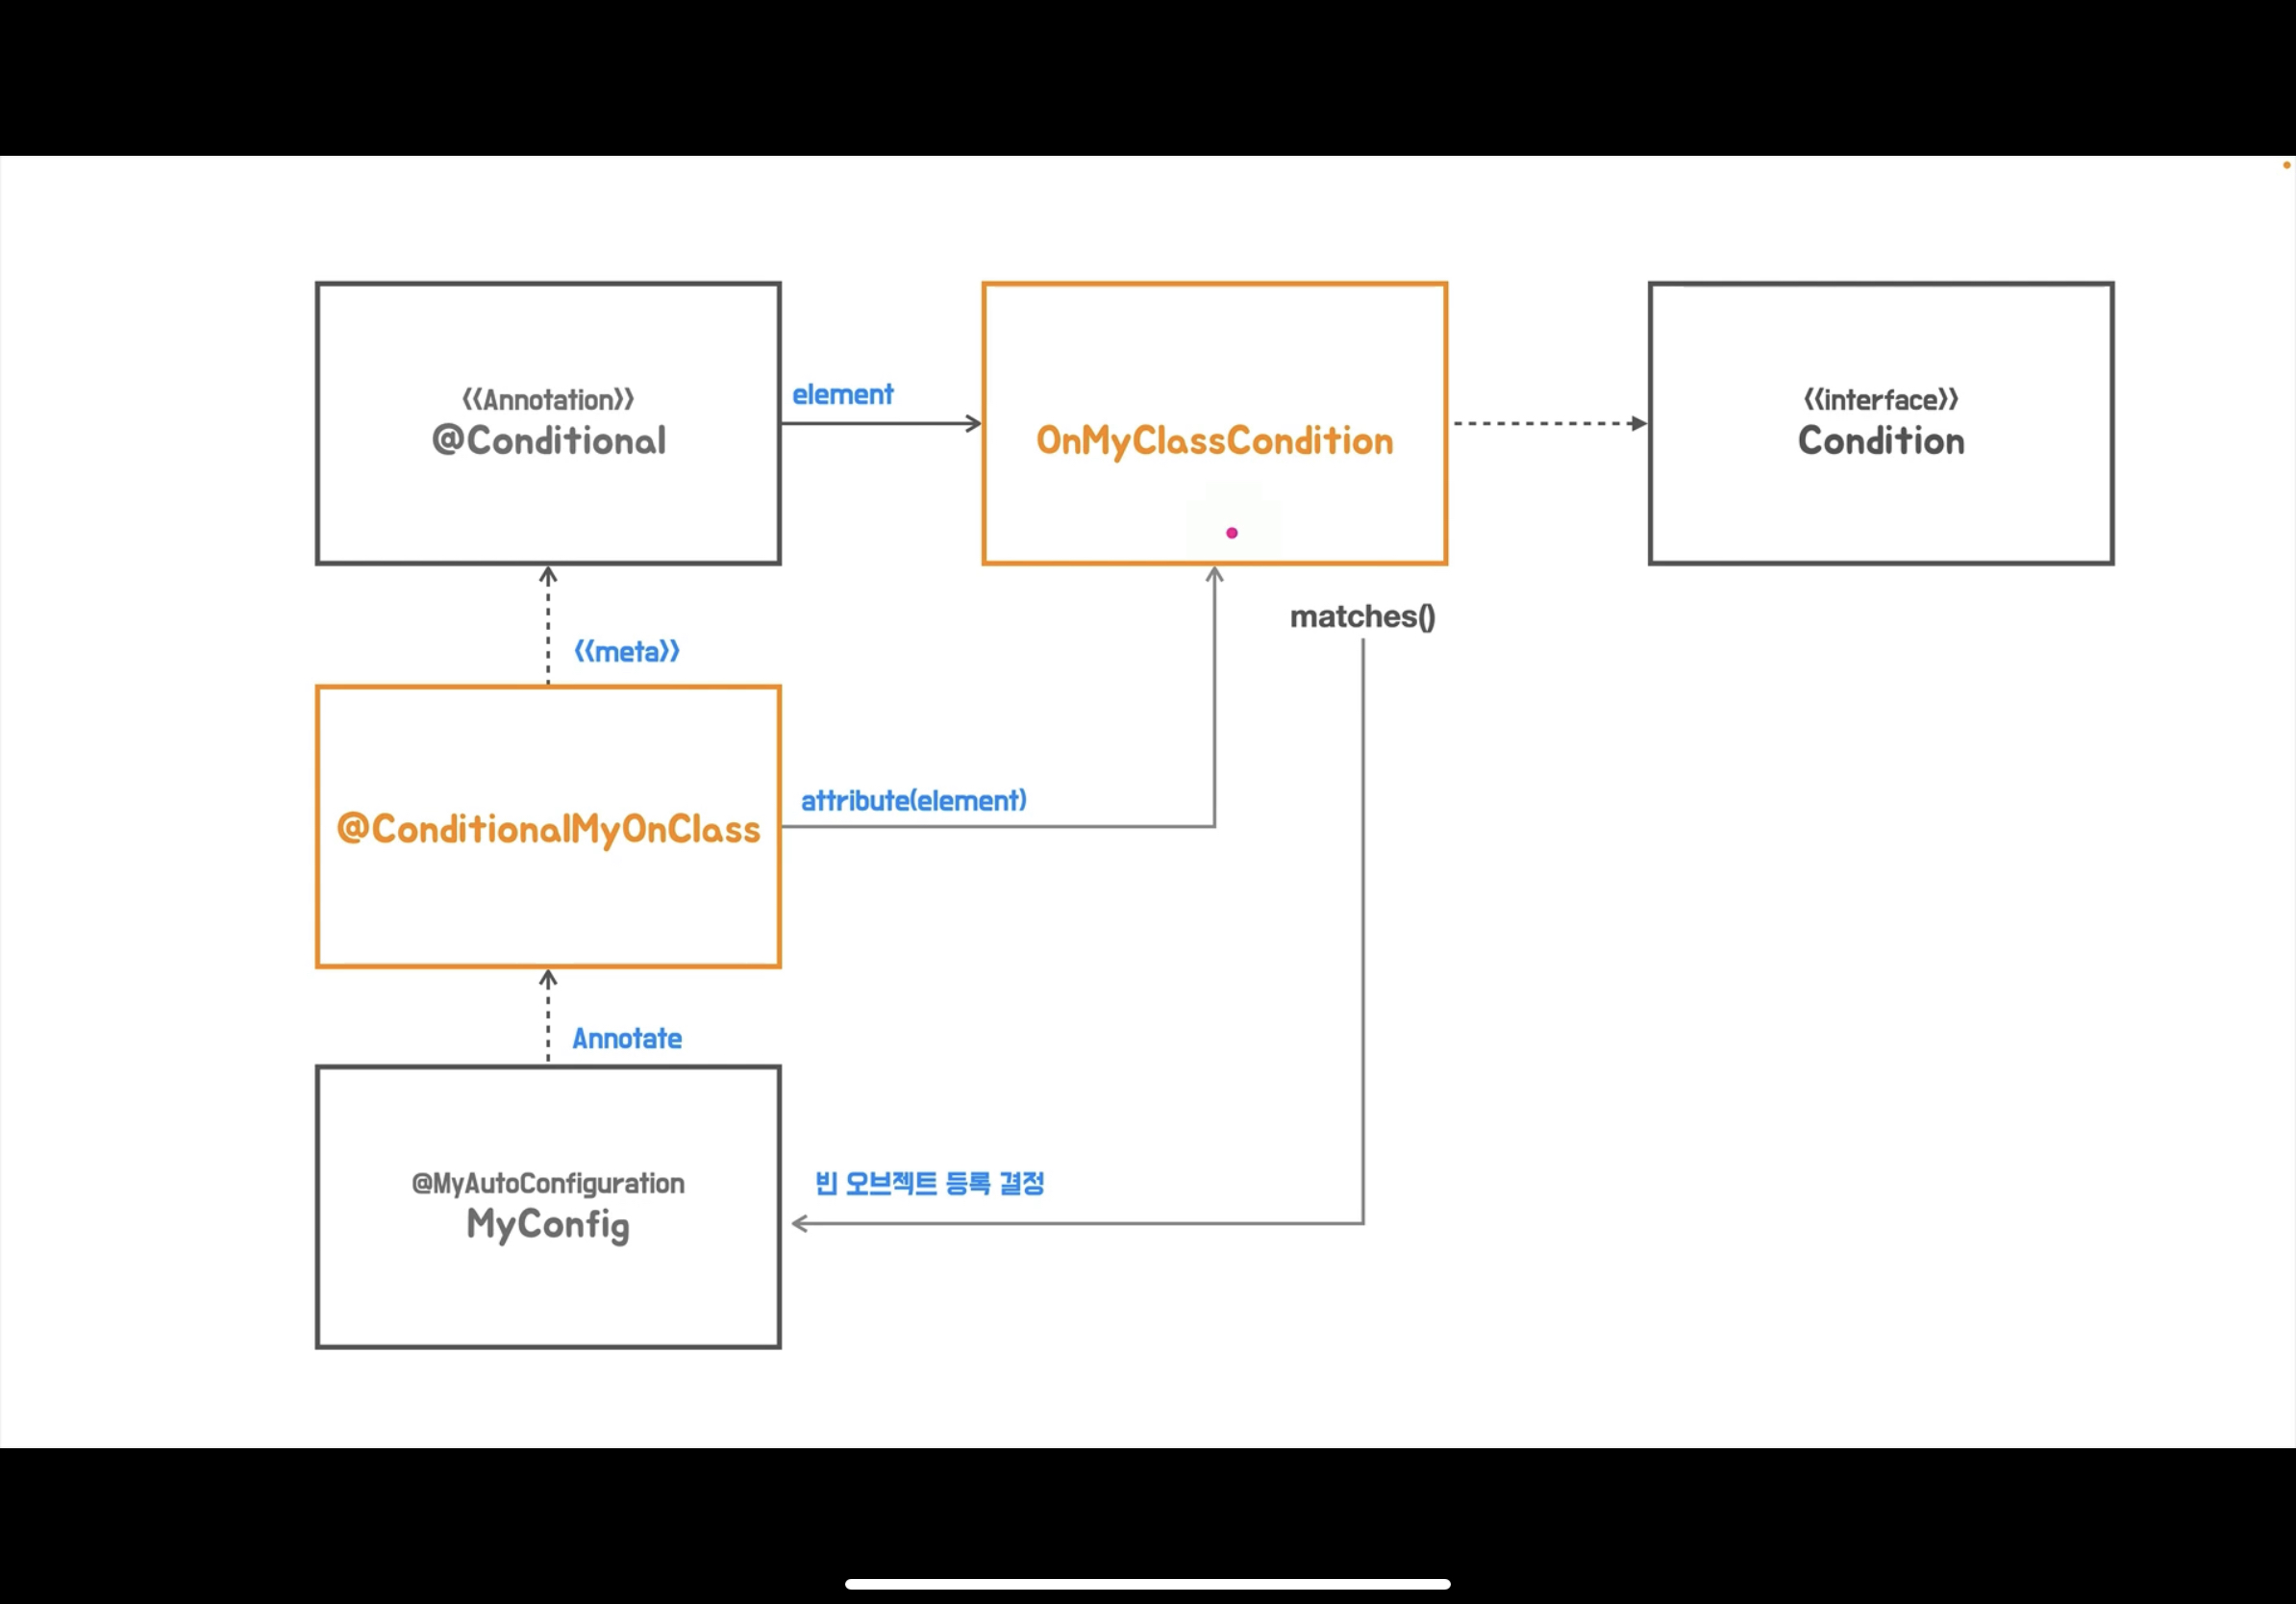 《Annotation》
@Conditional
element
OnMyClassCondition
《interface》
Condition
matches()
《meta》
@ConditionalMyOnClass
attribute(element)
Annotate
@MyAutoConfiguration
MyConfig
빈 오브젝트 등록 결정